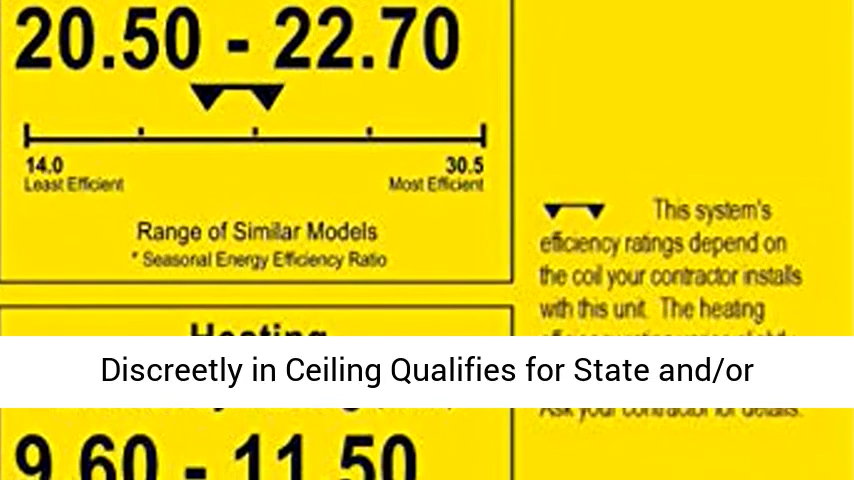 20.50 - 22.70
14.0
30.5
Least Efficient
Most Efficient
Range of Similar Models
* Seasonal Energy Efficiency Ratio
This system's
efficiency ratings depend on
the coil your contractor installs
with this unit. The heating
Heating
Discreetly in Ceiling Qualifies for State and/or
Ask your contractor for details.
9.60 - 11.50